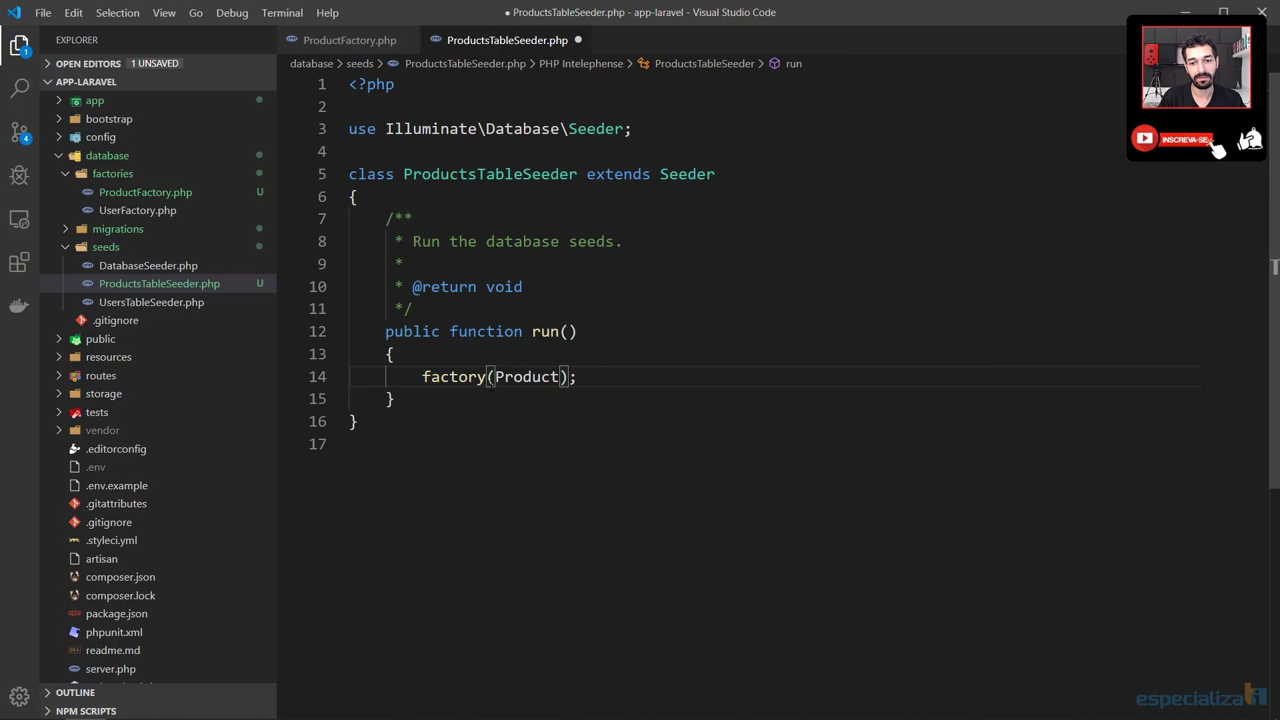 File Edit Selection View Go Debug Terminal Help
● ProductsTableSeeder.php - app-laravel - Visual Studio Code
EXPLORER
OPEN EDITORS 1 UNSAVED
APP-LARAVEL
app
bootstrap
config
database
factories
ProductFactory.php U
UserFactory.php
migrations
seeds
DatabaseSeeder.php
ProductsTableSeeder.php U
UsersTableSeeder.php
.gitignore
public
resources
routes
storage
tests
vendor
.editorconfig
.env
.env.example
.gitattributes
.gitignore
.styleci.yml
artisan
composer.json
composer.lock
package.json
phpunit.xml
readme.md
server.php
OUTLINE
NPM SCRIPTS
1
4
ProductFactory.php ProductsTableSeeder.php ●
database > seeds > ProductsTableSeeder.php > PHP Intelephense > ProductsTableSeeder > run
1 <?php
2
3 use Illuminate\Database\Seeder;
4
5 class ProductsTableSeeder extends Seeder
6 {
7 /**
8 * Run the database seeds.
9 *
10 * @return void
11 */
12 public function run()
13 {
14 factory(Product);
15 }
16 }
17
INSCREVA-SE
especializati